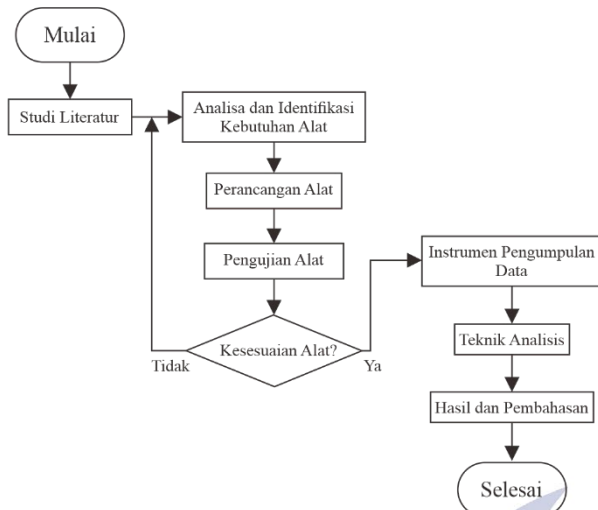 Mulai
Studi Literatur
Analisa dan Identifikasi
Kebutuhan Alat
Perancangan Alat
Pengujian Alat
Kesesuaian Alat?
Tidak
Ya
Instrumen Pengumpulan
Data
Teknik Analisis
Hasil dan Pembahasan
Selesai